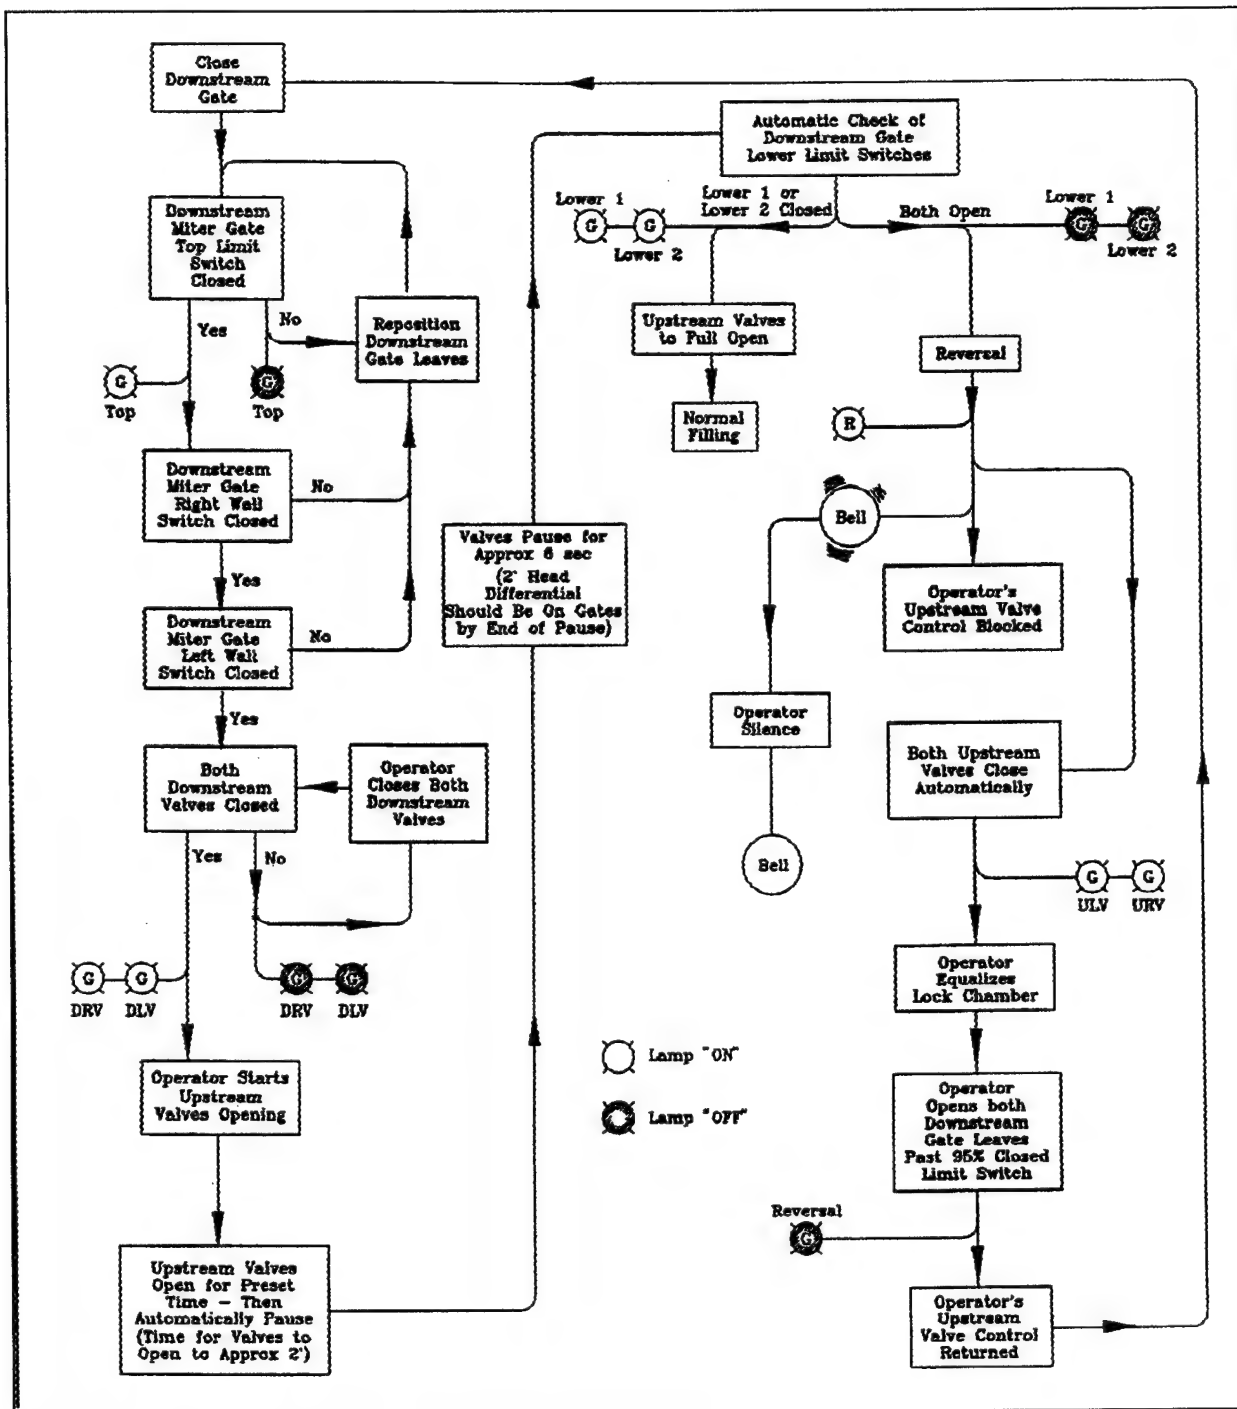 Close
Downstream
Gate
Downstream
Miter Gate
Top Limit
Switch
Closed
Yes
No
G
Top
G
Top
Reposition
Downstream
Gate Leaves
Downstream
Miter Gate
Right Wall
Switch Closed
No
Yes
Downstream
Miter Gate
Left Wall
Switch Closed
No
Yes
Both
Downstream
Valves Closed
Operator
Closes Both
Downstream
Valves
Yes
No
G
G
DRV
DLV
G
G
DRV
DLV
Operator Starts
Upstream
Valves Opening
Upstream Valves
Open for Preset
Time - Then
Automatically Pause
(Time for Valves to
Open to Approx 2')
Valves Pause for
Approx 6 sec
(2' Head
Differential
Should Be On Gates
by End of Pause)
Automatic Check of
Downstream Gate
Lower Limit Switches
Lower 1
G
G
Lower 2
Lower 1 or
Lower 2 Closed
Both Open
Lower 1
G
G
Lower 2
Upstream Valves
to Full Open
Normal
Filling
Reversal
R
Bell
Operator's
Upstream Valve
Control Blocked
Operator
Silence
Bell
Both Upstream
Valves Close
Automatically
G
G
ULV
URV
Operator
Equalizes
Lock Chamber
Operator
Opens both
Downstream
Gate Leaves
Past 95% Closed
Limit Switch
Reversal
G
Operator's
Upstream
Valve Control
Returned
Lamp "ON"
Lamp "OFF"